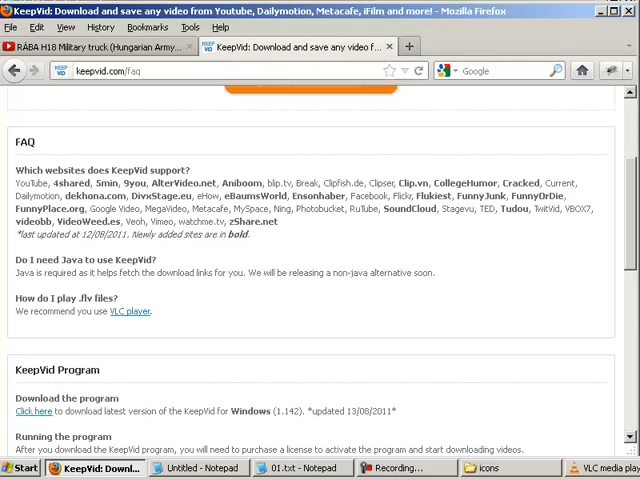 KeepVid: Download and save any video from Youtube, Dailymotion, Metacafe, iFilm and more! - Mozilla Firefox
File Edit View History Bookmarks Tools Help
RÁBA H18 Military truck (Hungarian Army... KeepVid: Download and save any video f...
keepvid.com/faq Google
FAQ
Which websites does KeepVid support?
YouTube, 4shared, 5min, 9you, AlterVideo.net, Aniboom, blip.tv, Break, Clipfish.de, Clipser, Clip.vn, CollegeHumor, Cracked, Current,
Dailymotion, dekhona.com, DivxStage.eu, eHow, eBaumsWorld, Ensonhaber, Facebook, Flickr, Flukiest, FunnyJunk, FunnyOrDie,
FunnyPlace.org, Google Video, MegaVideo, Metacafe, MySpace, Ning, Photobucket, RuTube, SoundCloud, Stagevu, TED, Tudou, TwitVid, VBOX7,
videobb, VideoWeed.es, Veoh, Vimeo, watchme.tv, zShare.net
*last updated at 12/08/2011. Newly added sites are in bold.
Do I need Java to use KeepVid?
Java is required as it helps fetch the download links for you. We will be releasing a non-java alternative soon.
How do I play .flv files?
We recommend you use VLC player.
KeepVid Program
Download the program
Click here to download latest version of the KeepVid for Windows (1.142). *updated 13/08/2011*
Running the program
After you download the KeepVid program, you will need to purchase a license to activate the program and start downloading videos.
Start KeepVid: Downl... Untitled - Notepad 01.txt - Notepad Recording... icons VLC media play